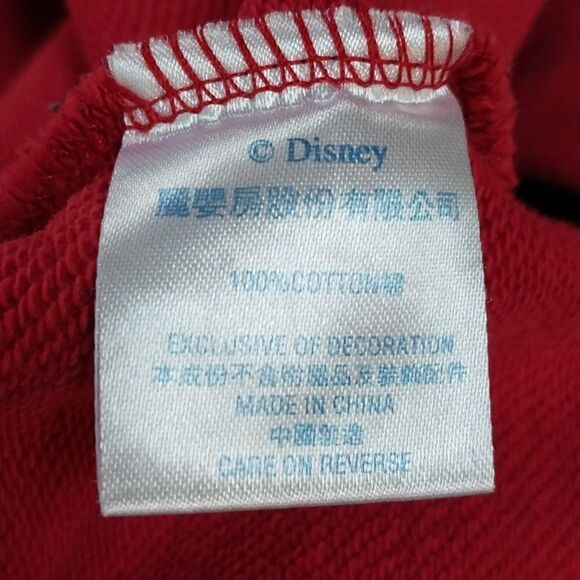 © Disney
麗嬰房股份有限公司
100%COTTON棉
EXCLUSIVE OF DECORATION
本成份不含附屬品及裝飾配件
MADE IN CHINA
中國製造
CARE ON REVERSE